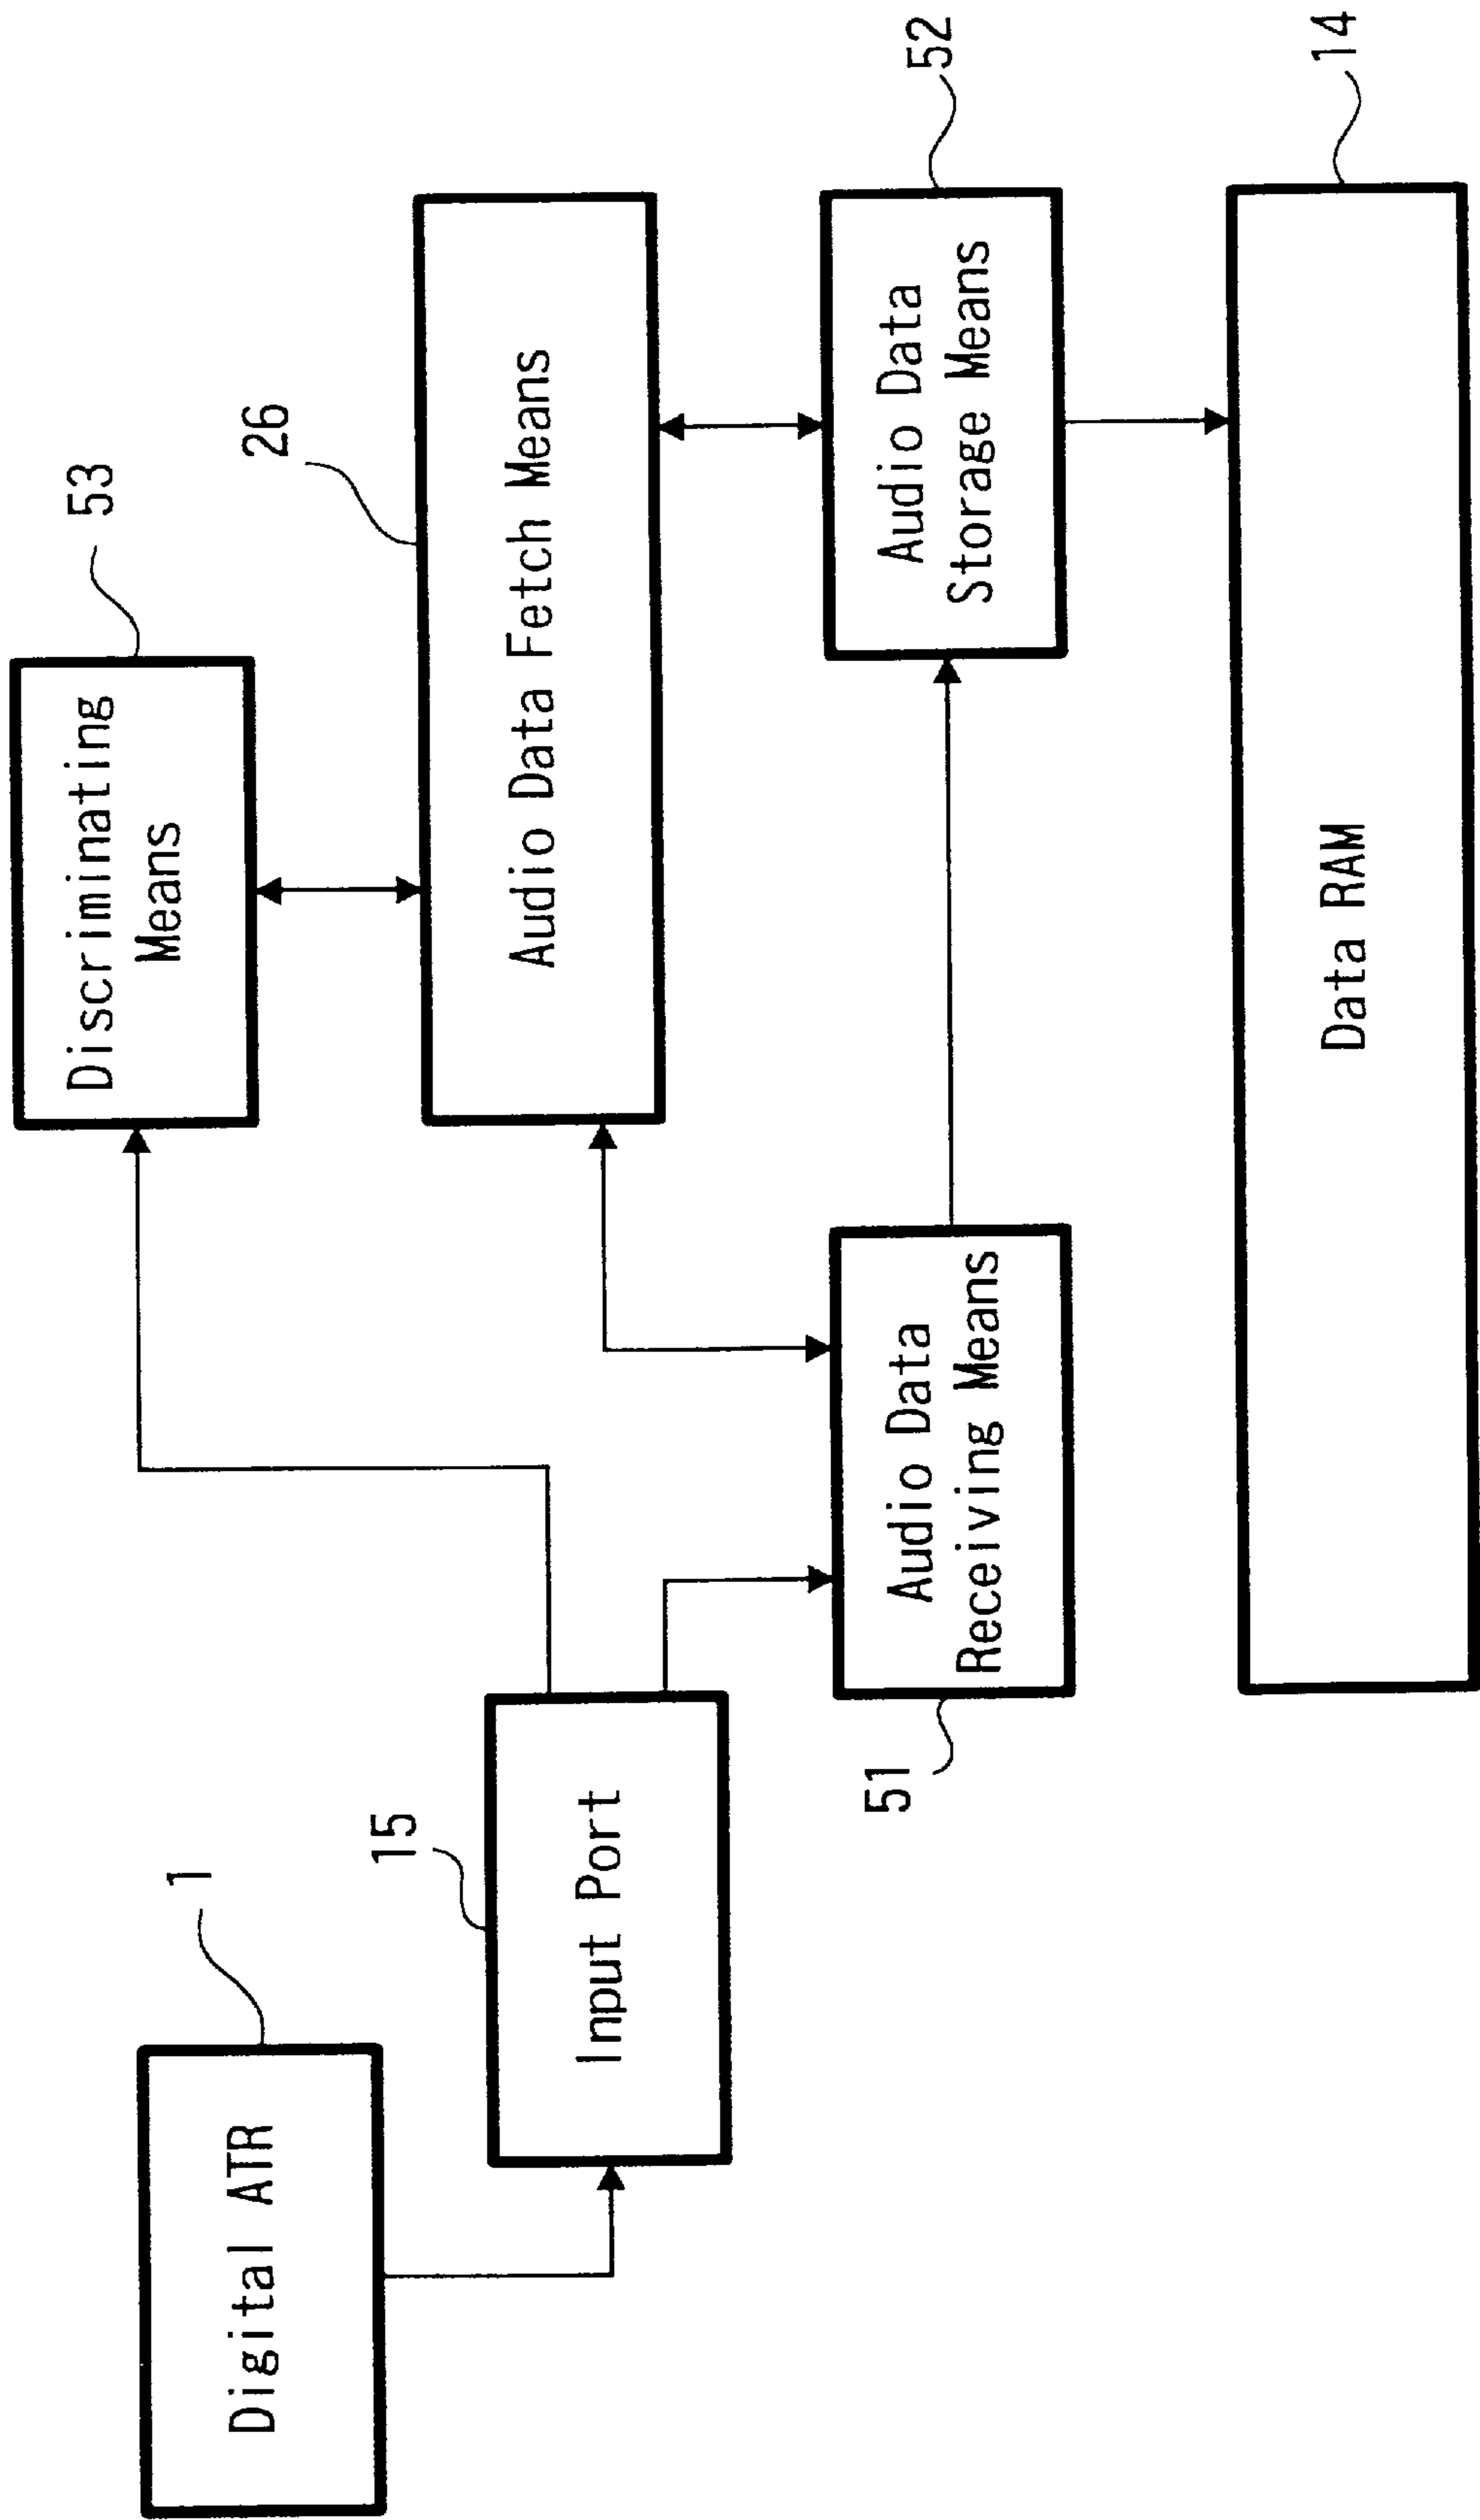 1
Digital ATR
15
Input Port
53
Discriminating
Means
26
Audio Data Fetch Means
51
Audio Data
Receiving Means
52
Audio Data
Storage Means
14
Data RAM